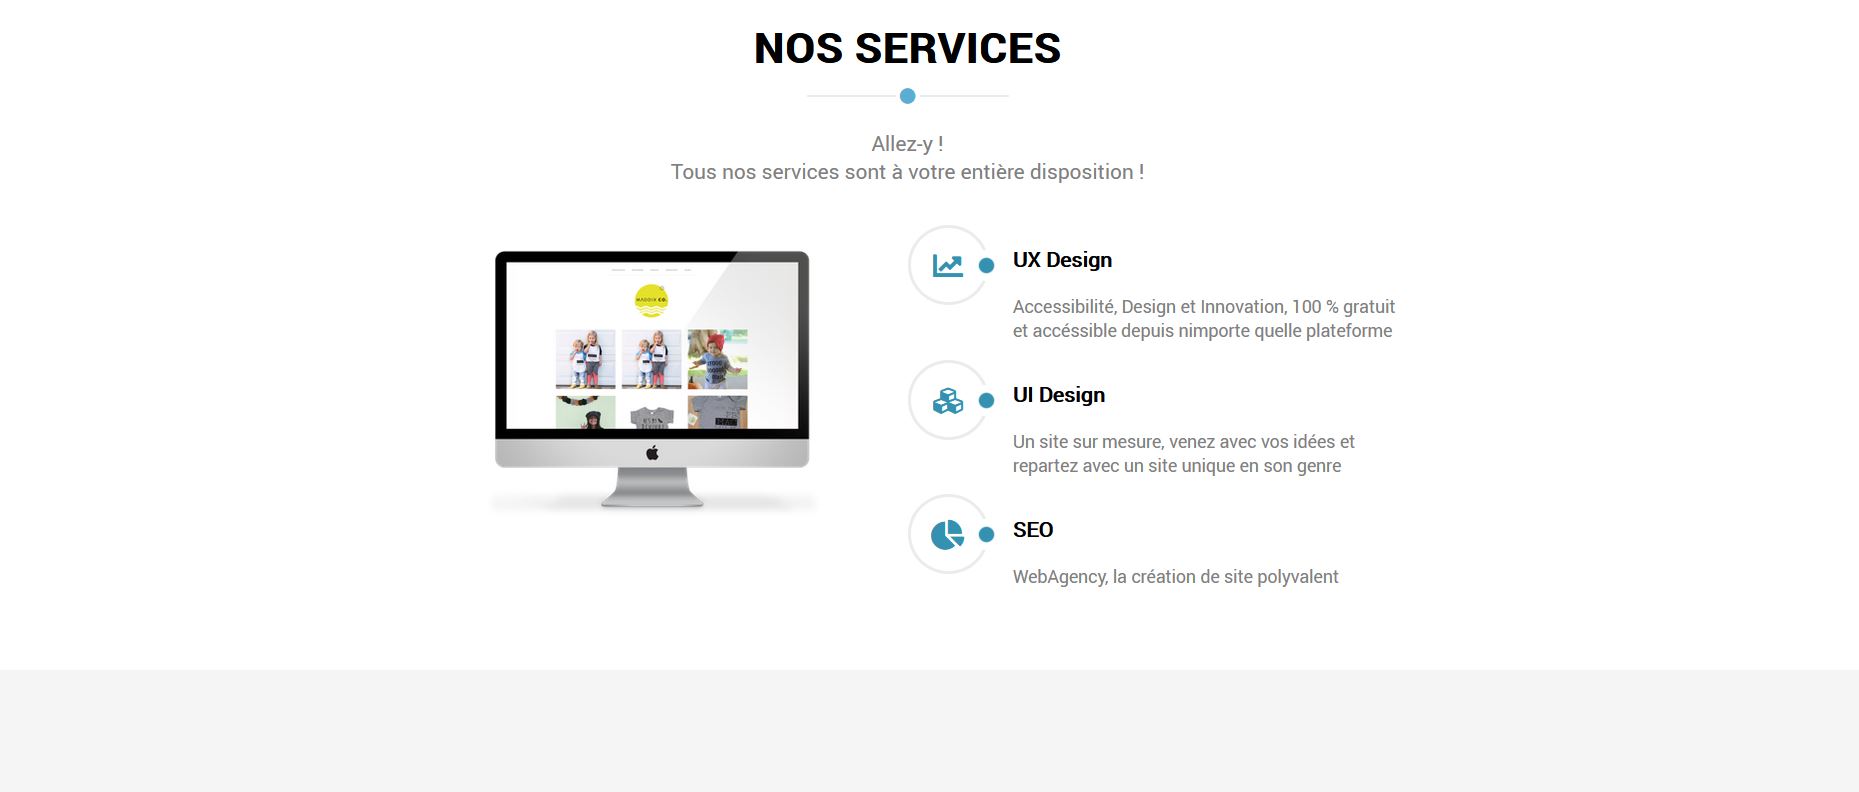 NOS SERVICES
Allez-y !
Tous nos services sont à votre entière disposition !
MADDIX CO.
UX Design
Accessibilité, Design et Innovation, 100 % gratuit
et accéssible depuis nimporte quelle plateforme
UI Design
Un site sur mesure, venez avec vos idées et
repartez avec un site unique en son genre
SEO
WebAgency, la création de site polyvalent